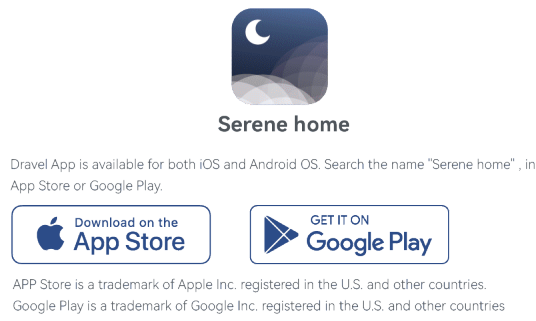 Serene home
Dravel App is available for both iOS and Android OS. Search the name "Serene home" , in
App Store or Google Play.
Download on the
App Store
GET IT ON
Google Play
APP Store is a trademark of Apple Inc. registered in the U.S. and other countries.
Google Play is a trademark of Google Inc. registered in the U.S. and other countries